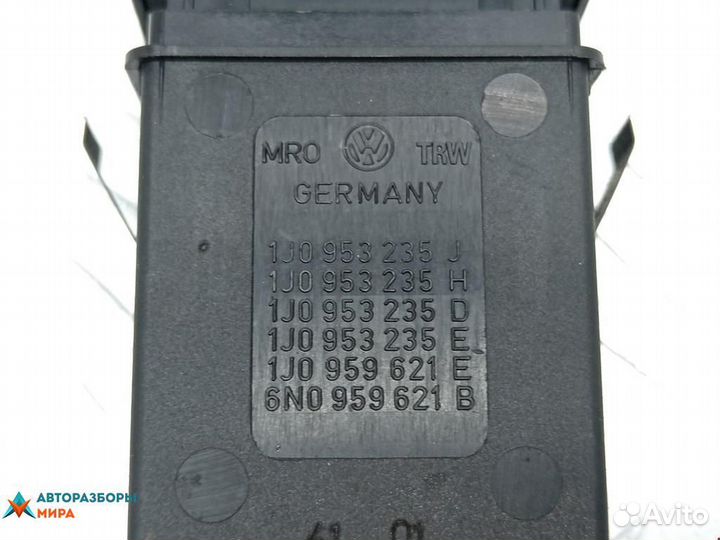 MRO VW TRW
GERMANY
1J0 953 235 J
1J0 953 235 H
1J0 953 235 D
1J0 953 235 E
1J0 959 621 E
6N0 959 621 B
АВТОРАЗБОРЫ
МИРА
Avito